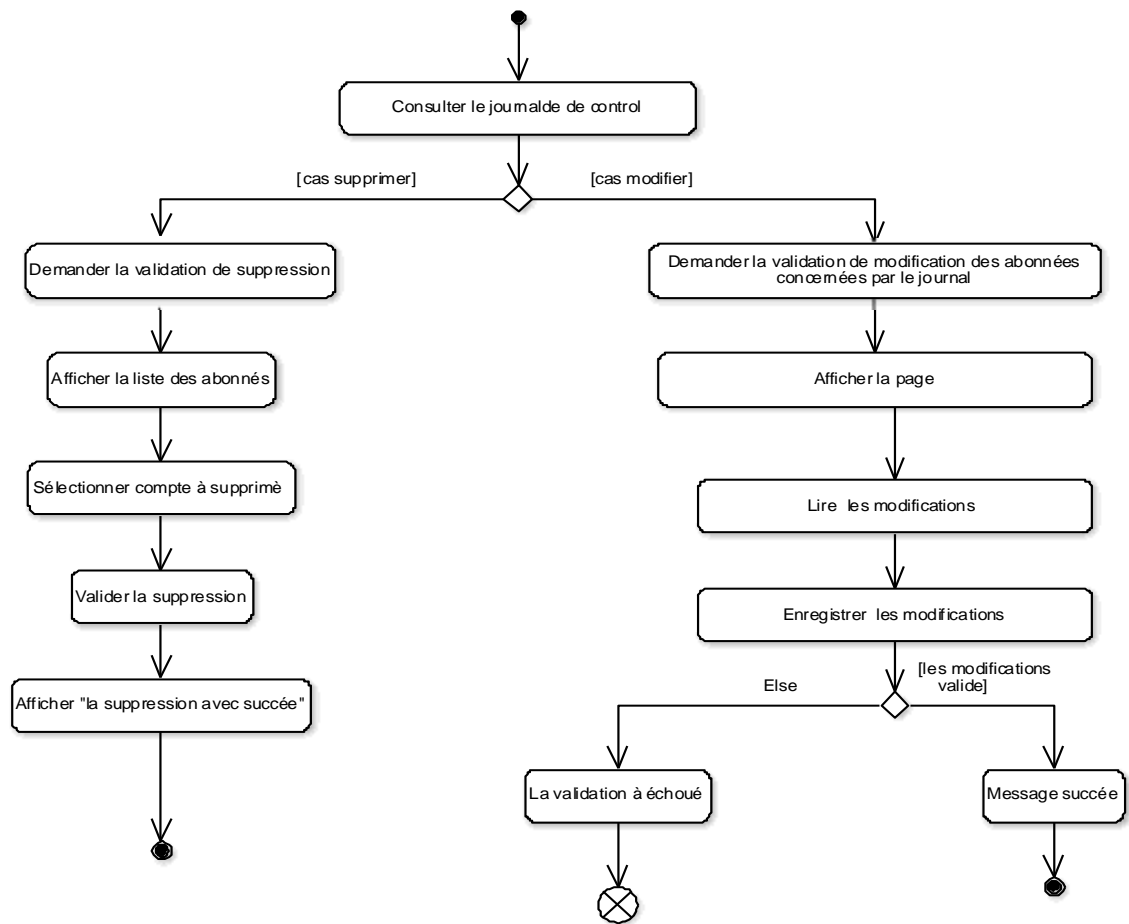 Consulter le journalde de control
[cas supprimer]
[cas modifier]
Demander la validation de suppression
Demander la validation de modification des abonnées
concernées par le journal
Afficher la liste des abonnés
Afficher la page
Sélectionner compte à supprimè
Lire les modifications
Valider la suppression
Enregistrer les modifications
Afficher "la suppression avec succée"
Else
[les modifications
valide]
La validation à échoué
Message succée